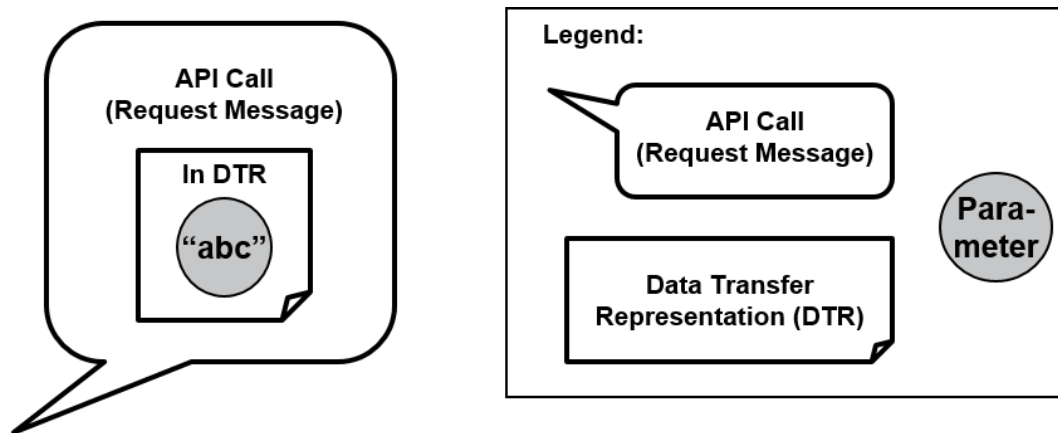 API Call
(Request Message)
In DTR
“abc”
Legend:
API Call
(Request Message)
Para-
meter
Data Transfer
Representation (DTR)